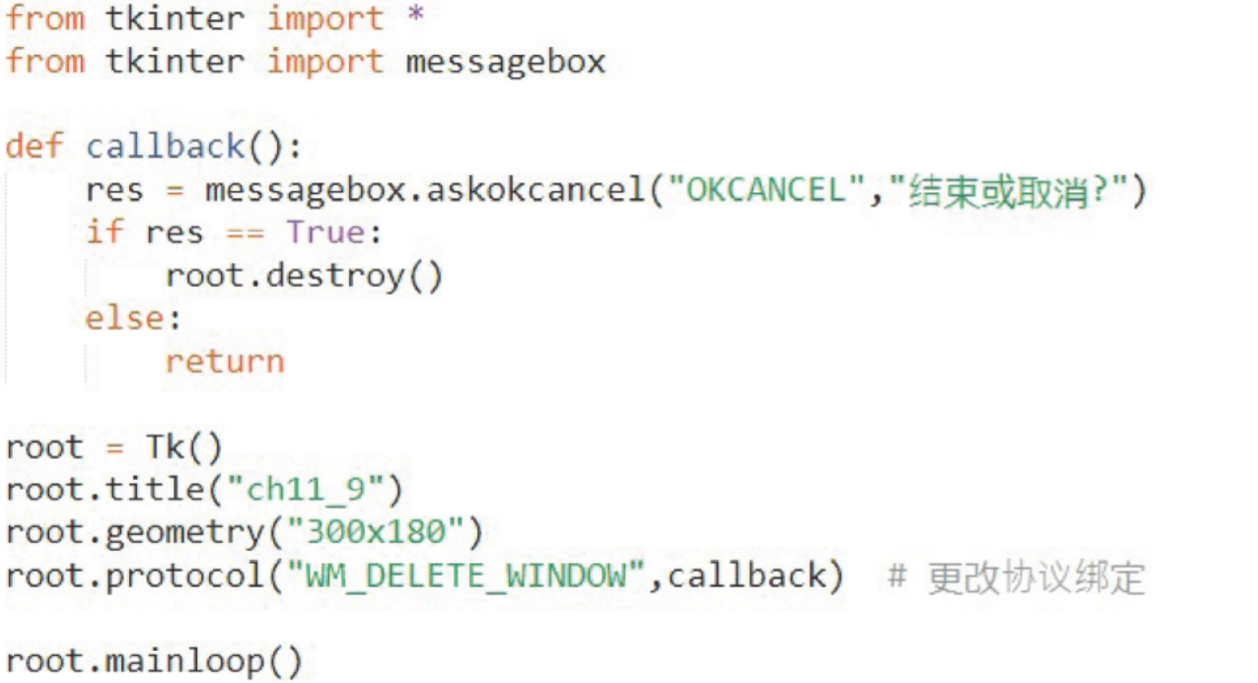 from tkinter import *
from tkinter import messagebox
def callback():
    res = messagebox.askokcancel("OKCANCEL","结束或取消?")
    if res == True:
        root.destroy()
    else:
        return
root = Tk()
root.title("ch11_9")
root.geometry("300x180")
root.protocol("WM_DELETE_WINDOW",callback)  # 更改协议绑定
root.mainloop()